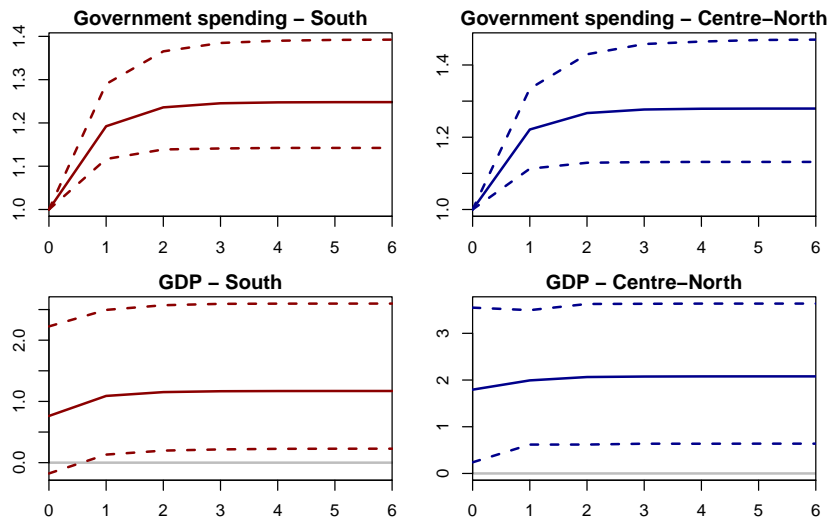 Government spending − South
1.0 1.1 1.2 1.3 1.4
0 1 2 3 4 5 6
Government spending − Centre−North
1.0 1.2 1.4
0 1 2 3 4 5 6
GDP − South
0.0 1.0 2.0
0 1 2 3 4 5 6
GDP − Centre−North
0 1 2 3
0 1 2 3 4 5 6